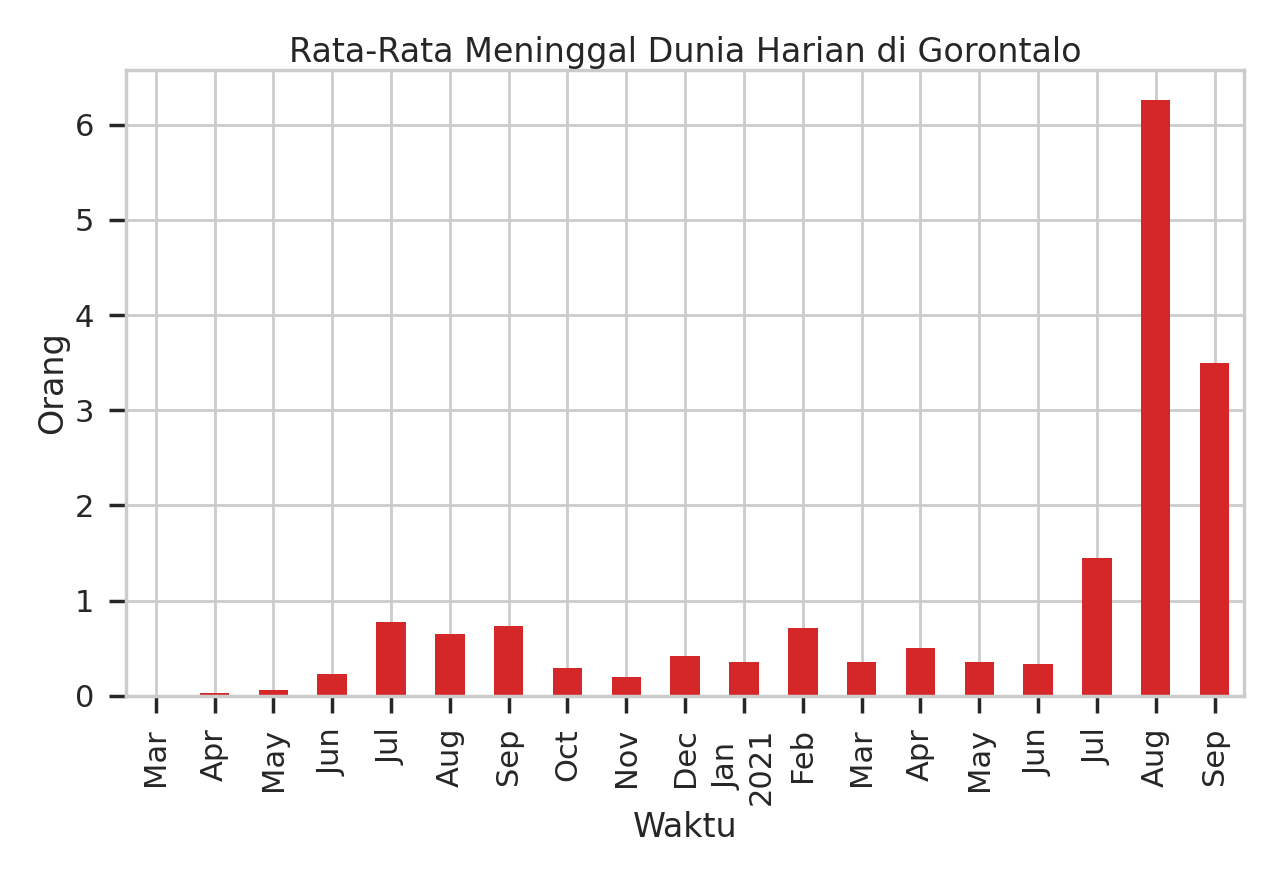 Rata-Rata Meninggal Dunia Harian di Gorontalo
Orang
6
5
4
3
2
1
0
Mar
Apr
May
Jun
Jul
Aug
Sep
Oct
Nov
Dec
Jan
2021
Feb
Mar
Apr
May
Jun
Jul
Aug
Sep
Waktu